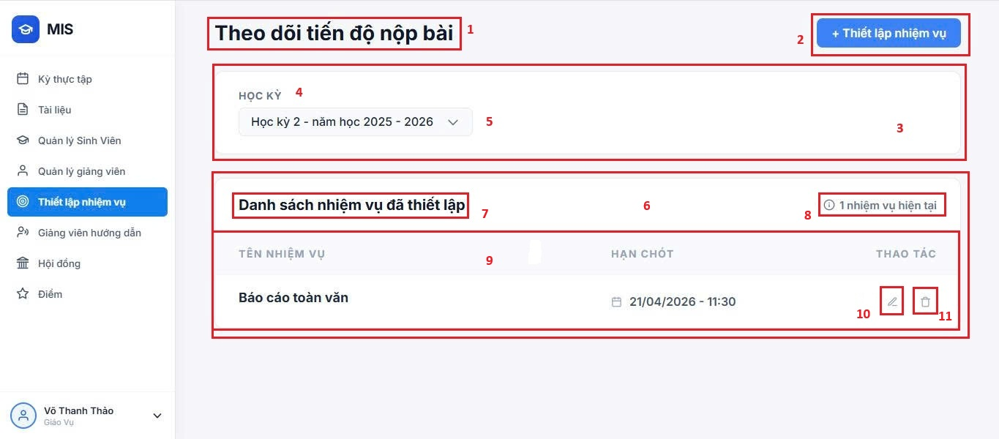 MIS
Kỳ thực tập
Tài liệu
Quản lý Sinh Viên
Quản lý giảng viên
Thiết lập nhiệm vụ
Giảng viên hướng dẫn
Hội đồng
Điểm
Võ Thanh Thảo
Giáo Vụ
Theo dõi tiến độ nộp bài 1
2 + Thiết lập nhiệm vụ
HỌC KỲ 4
Học kỳ 2 - năm học 2025 - 2026 5
3
Danh sách nhiệm vụ đã thiết lập 7
6
8 1 nhiệm vụ hiện tại
TÊN NHIỆM VỤ 9 HẠN CHÓT THAO TÁC
Báo cáo toàn văn 21/04/2026 - 11:30
10 11